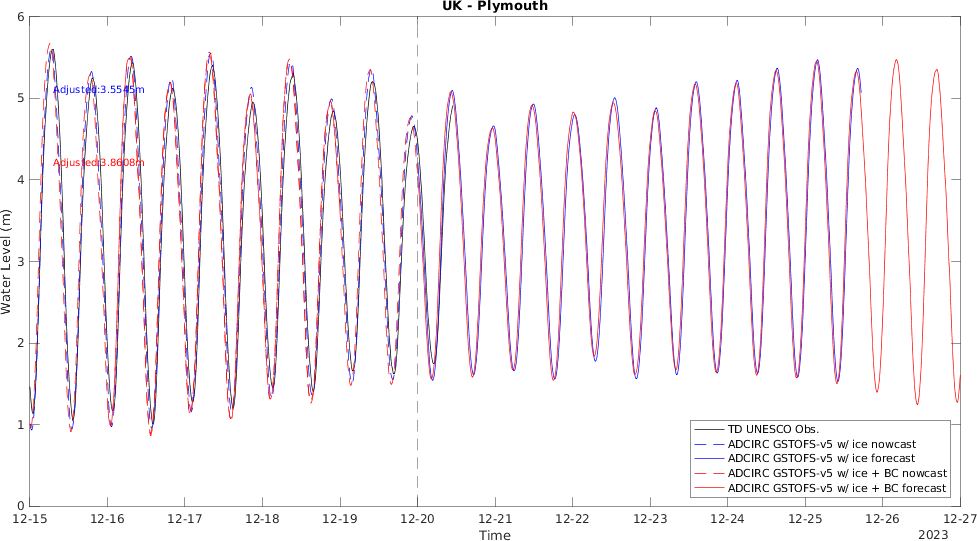 UK - Plymouth
6
5
4
3
2
1
0
Water Level (m)
Adjusted:3.5545m
Adjusted:3.8608m
TD UNESCO Obs.
ADCIRC GSTOFS-v5 w/ ice nowcast
ADCIRC GSTOFS-v5 w/ ice forecast
ADCIRC GSTOFS-v5 w/ ice + BC nowcast
ADCIRC GSTOFS-v5 w/ ice + BC forecast
12-15 12-16 12-17 12-18 12-19 12-20 12-21 12-22 12-23 12-24 12-25 12-26 12-27
Time
2023